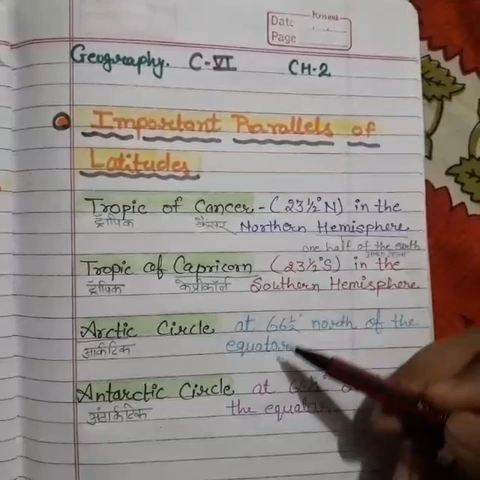 Date
Page
Geography. C-VI CH-2
Important Parallels of
Latitudes
Tropic of Cancer - (23½°N) in the
ट्रॉपिक कैंसर Northern Hemisphere
one half of the earth
Tropic of Capricorn (23½°S) in the
ट्रॉपिक केप्रीकॉर्न Southern Hemisphere
Arctic Circle at 66½° north of the
आर्कटिक equator
Antarctic Circle at
अंटार्कटिक the equator